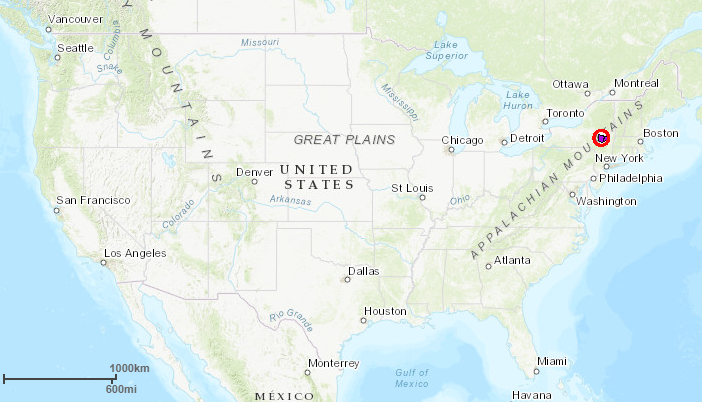 Vancouver
Seattle
Columbia
Snake
Y MOUNTAINS
Missouri
Mississippi
Lake
Superior
Lake
Huron
Ottawa
Montreal
Toronto
Detroit
Chicago
Boston
New York
Philadelphia
Washington
APPALACHIAN MOUNTAINS
GREAT PLAINS
UNITED
STATES
Denver
St Louis
Ohio
Arkansas
San Francisco
Colorado
Los Angeles
Atlanta
Dallas
Houston
Rio Grande
Monterrey
Gulf of
Mexico
Miami
Havana
MÉXICO
1000km
600mi